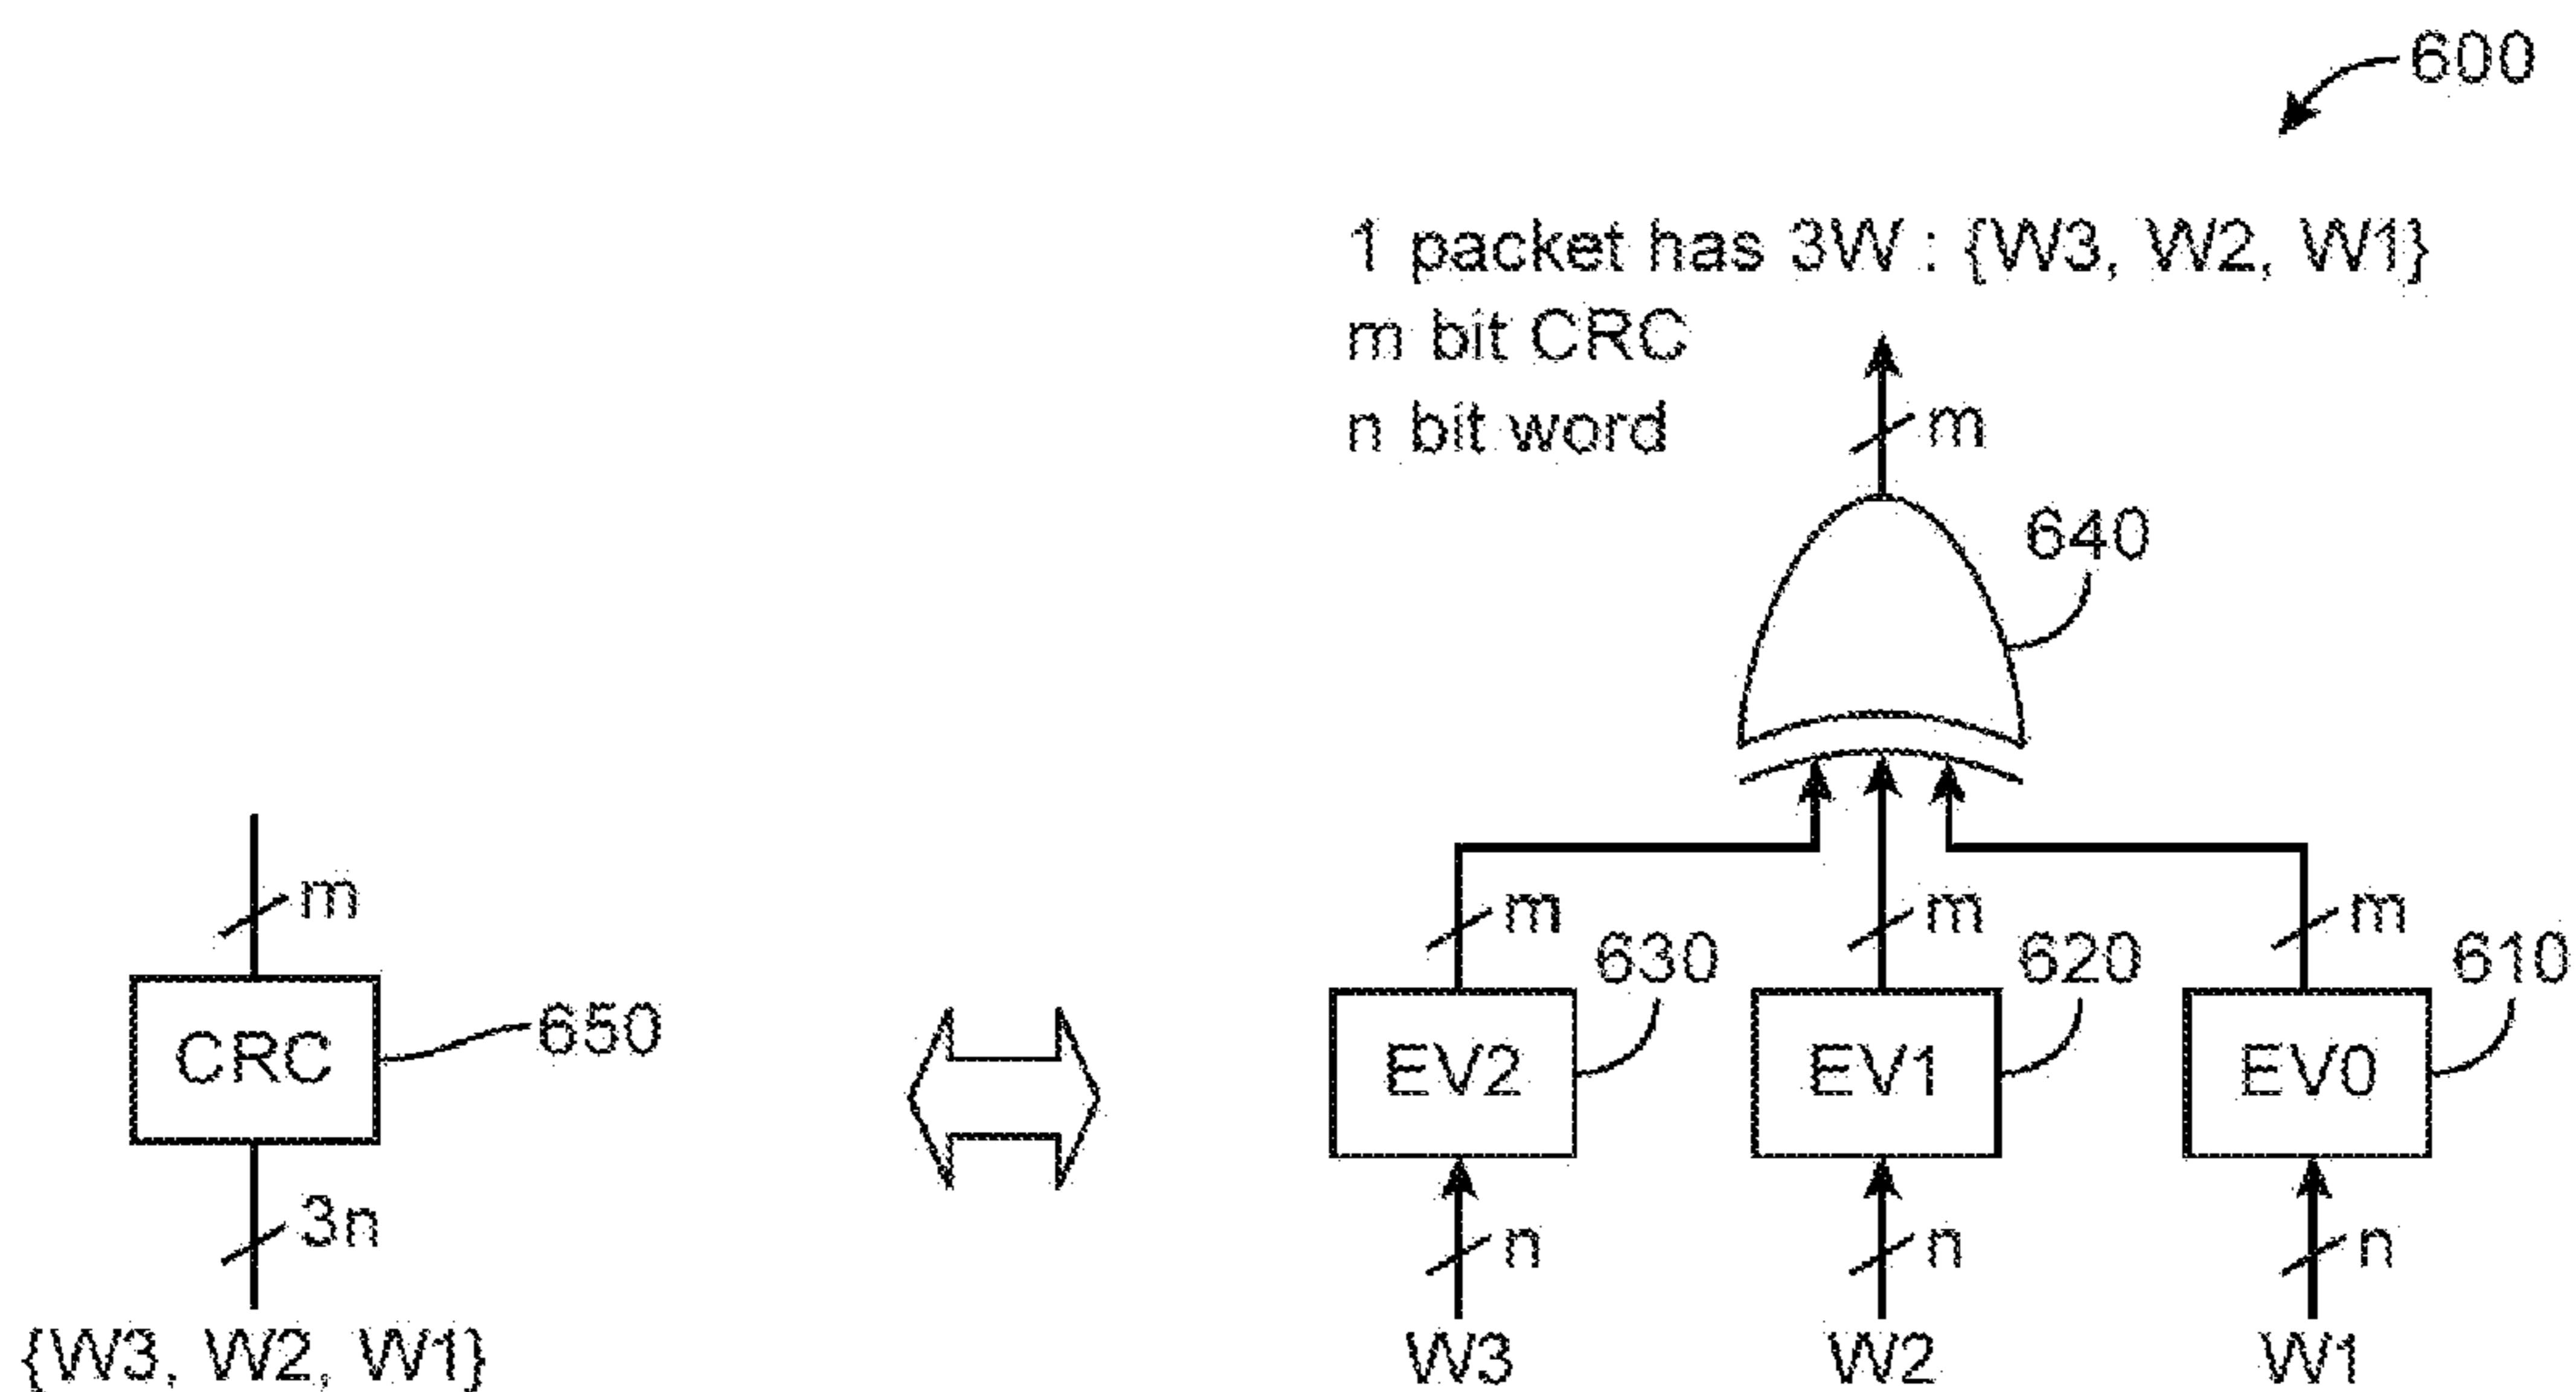 600
1 packet has 3W : {W3, W2, W1}
m bit CRC
n bit word
m
640
m
m
m
m
630
620
610
CRC
650
EV2
EV1
EV0
3n
n
n
n
{W3, W2, W1}
W3
W2
W1